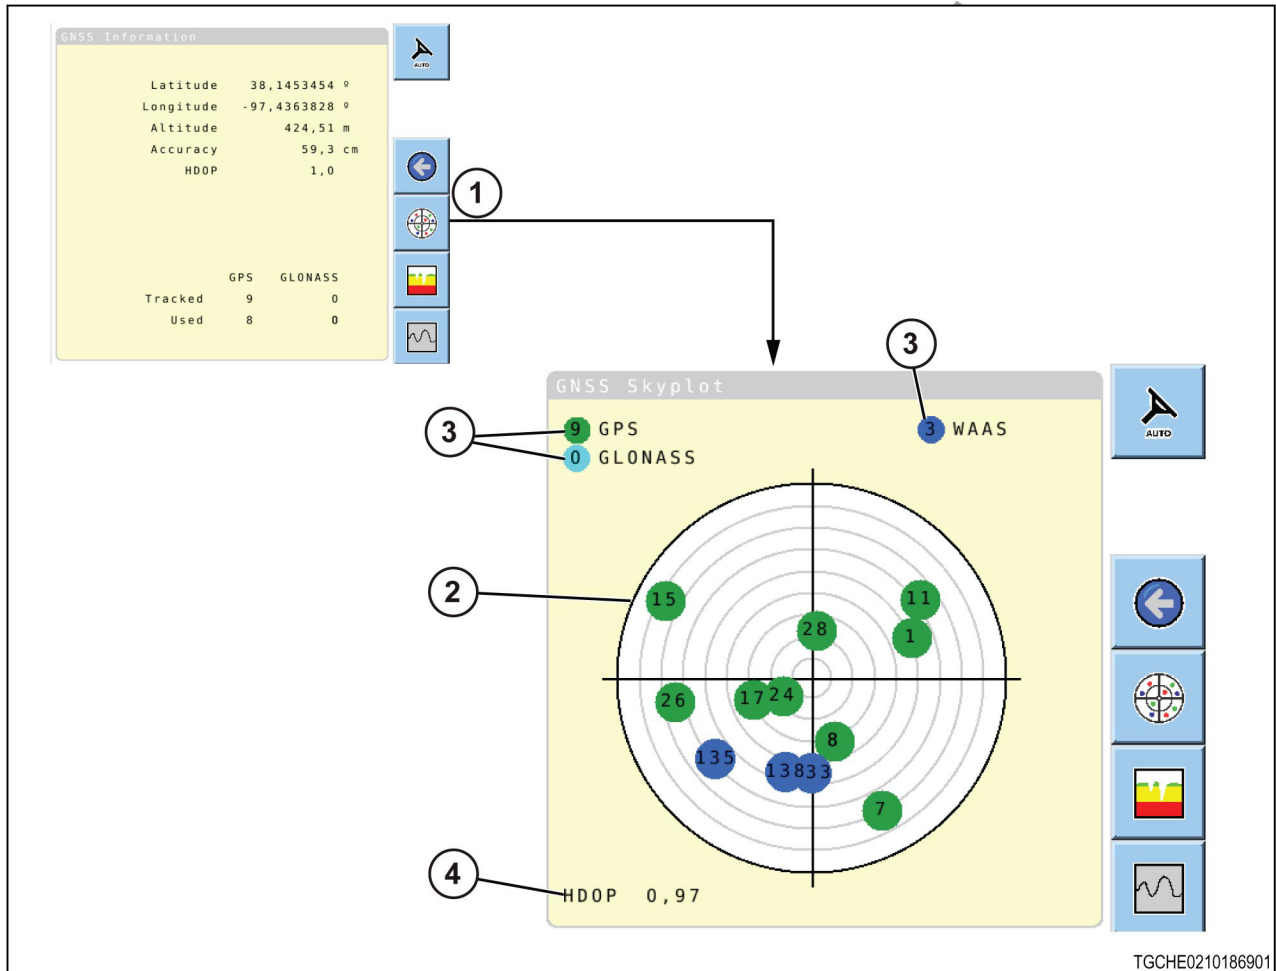 GNSS Information
AUTO
Latitude 38,1453454 º
Longitude -97,4363828 º
Altitude 424,51 m
Accuracy 59,3 cm
HDOP 1,0
1
GPS GLONASS
Tracked 9 0
Used 8 0
3
GNSS Skyplot
AUTO
3
9 GPS
3 WAAS
0 GLONASS
2
15
11
28
1
26
17
24
8
135
138
33
7
4
HDOP 0,97
TGCHE0210186901